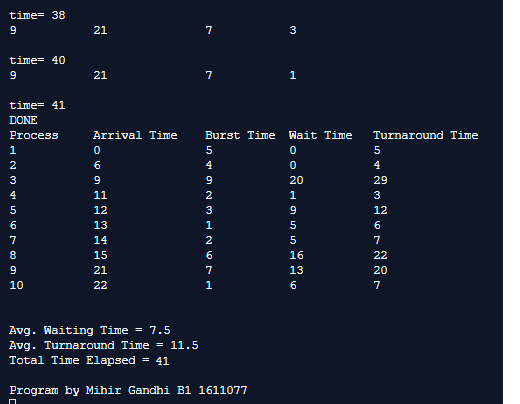 time= 38
9 21 7 3
time= 40
9 21 7 1
time= 41
DONE
Process Arrival Time Burst Time Wait Time Turnaround Time
1 0 5 0 5
2 6 4 0 4
3 9 9 20 29
4 11 2 1 3
5 12 3 9 12
6 13 1 5 6
7 14 2 5 7
8 15 6 16 22
9 21 7 13 20
10 22 1 6 7
Avg. Waiting Time = 7.5
Avg. Turnaround Time = 11.5
Total Time Elapsed = 41
Program by Mihir Gandhi B1 1611077